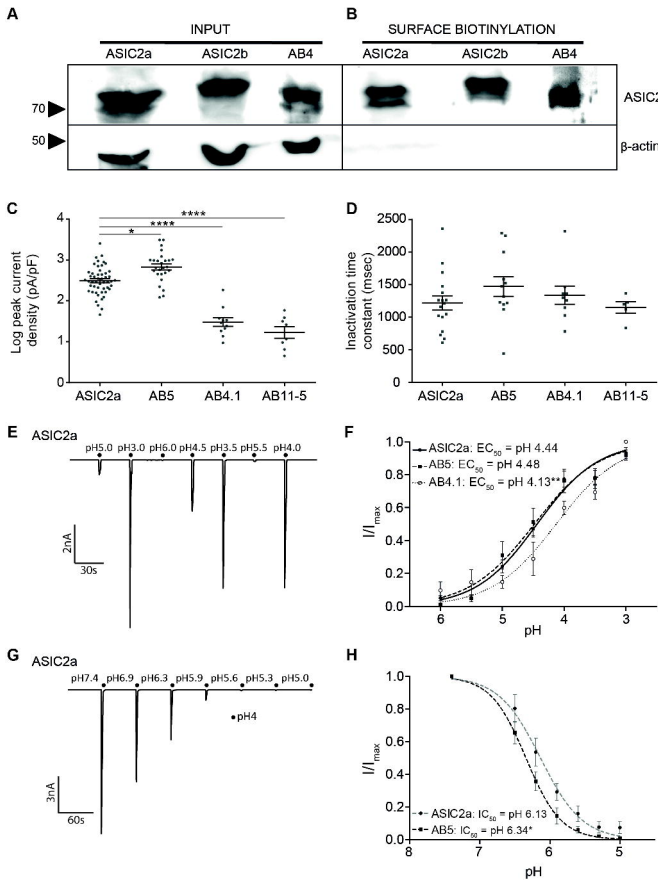 A
B
INPUT
SURFACE BIOTINYLATION
ASIC2a ASIC2b AB4
ASIC2a ASIC2b AB4
70
ASIC2
50
β-actin
C
4
3
2
1
0
Log peak current
density (pA/pF)
****
****
*
ASIC2a AB5 AB4.1 AB11-5
D
2500
2000
1500
1000
500
0
Inactivation time
constant (msec)
ASIC2a AB5 AB4.1 AB11-5
E
ASIC2a
pH5.0 pH3.0 pH6.0 pH4.5 pH3.5 pH5.5 pH4.0
2nA
30s
F
1.0
0.8
0.6
0.4
0.2
0.0
I/Imax
ASIC2a: EC50 = pH 4.44
AB5: EC50 = pH 4.48
AB4.1: EC50 = pH 4.13**
6 5 4 3
pH
G
ASIC2a
pH7.4 pH6.9 pH6.3 pH5.9 pH5.6 pH5.3 pH5.0
pH4
3nA
60s
H
1.0
0.8
0.6
0.4
0.2
0.0
I/Imax
ASIC2a: IC50 = pH 6.13
AB5: IC50 = pH 6.34*
8 7 6 5
pH